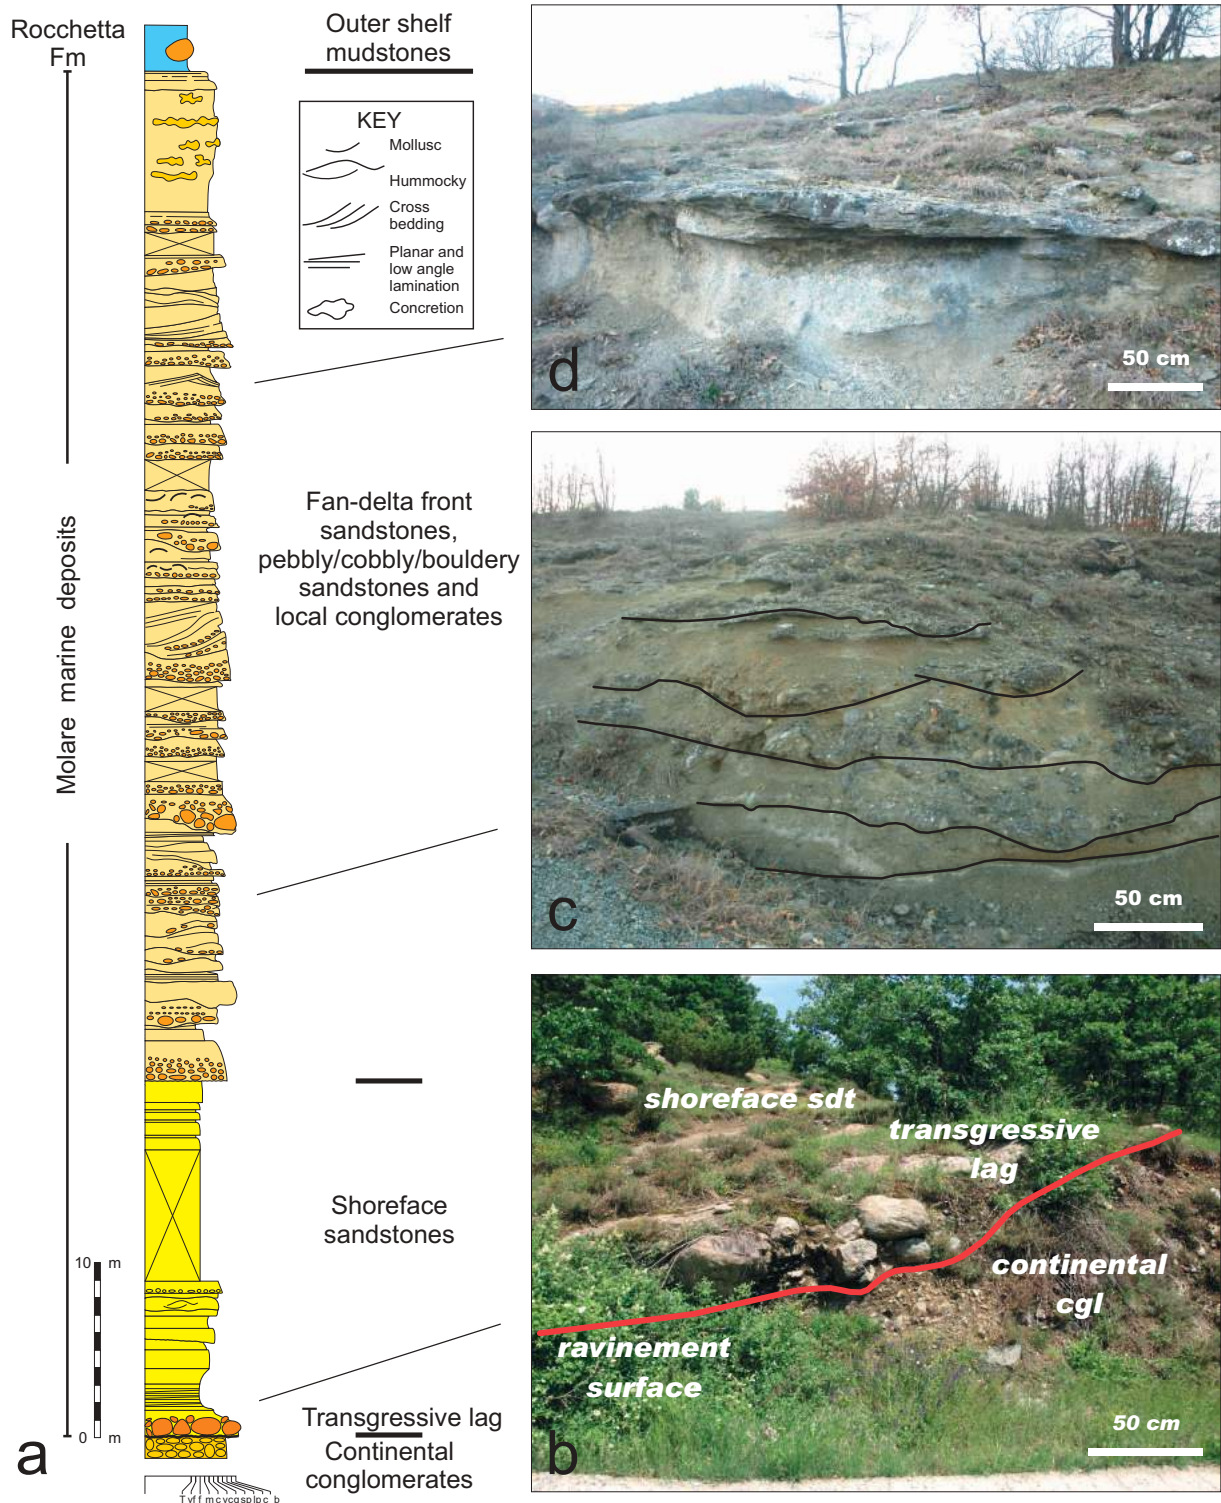 Rocchetta
Fm
Outer shelf
mudstones
KEY
Mollusc
Hummocky
Cross
bedding
Planar and
low angle
lamination
Concretion
Molare marine deposits
Fan-delta front
sandstones,
pebbly/cobbly/bouldery
sandstones and
local conglomerates
Shoreface
sandstones
10 m
0 m
Transgressive lag
Continental
conglomerates
a
T vf f m c vc g s p l p c b
d
50 cm
c
50 cm
shoreface sdt
transgressive
lag
continental
cgl
ravinement
surface
b
50 cm